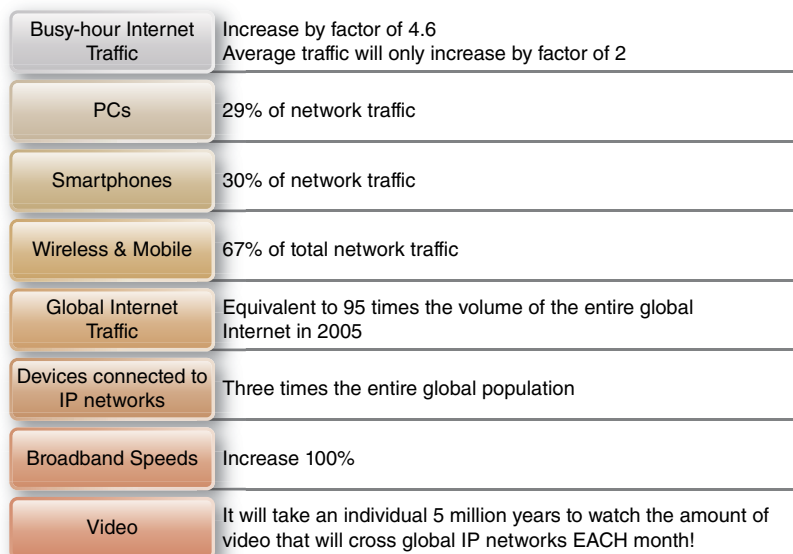 Busy-hour Internet
Traffic
Increase by factor of 4.6
Average traffic will only increase by factor of 2
PCs
29% of network traffic
Smartphones
30% of network traffic
Wireless & Mobile
67% of total network traffic
Global Internet
Traffic
Equivalent to 95 times the volume of the entire global
Internet in 2005
Devices connected to
IP networks
Three times the entire global population
Broadband Speeds
Increase 100%
Video
It will take an individual 5 million years to watch the amount of
video that will cross global IP networks EACH month!